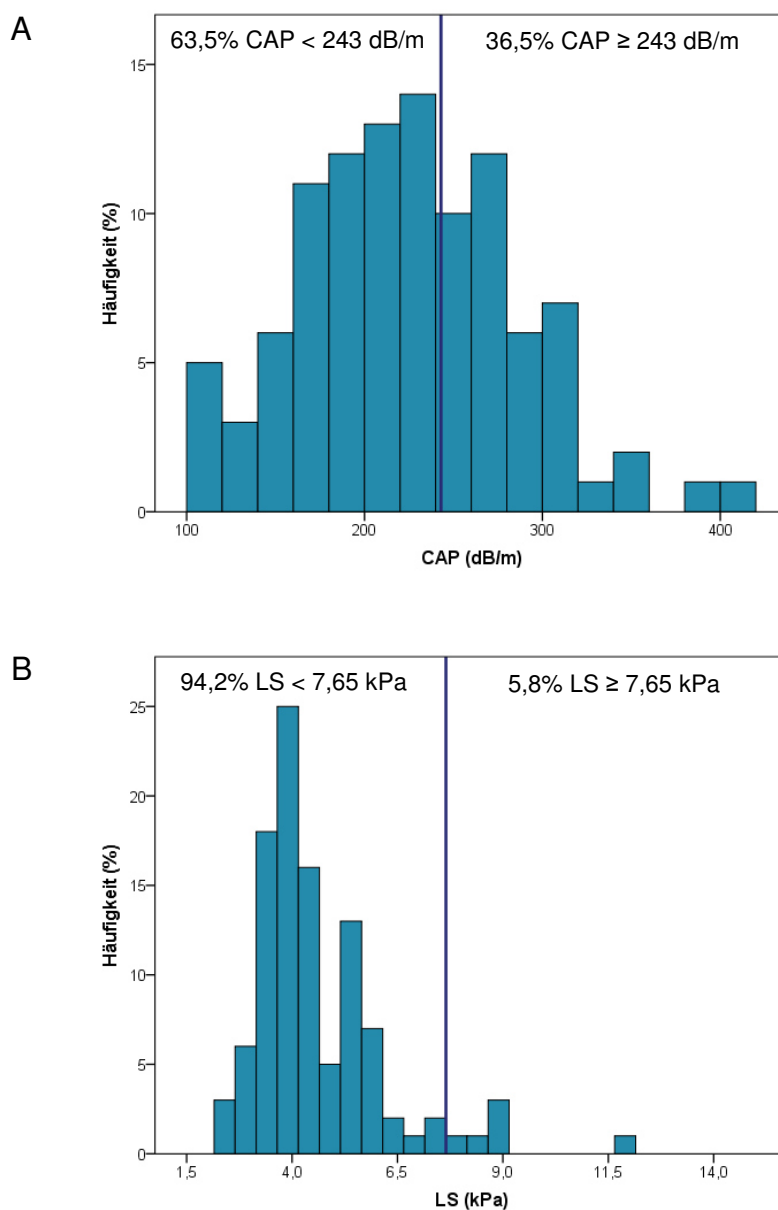 A
63,5% CAP < 243 dB/m 36,5% CAP ≥ 243 dB/m
15
10
5
0
Häufigkeit (%)
100 200 300 400
CAP (dB/m)
B
94,2% LS < 7,65 kPa 5,8% LS ≥ 7,65 kPa
25
20
15
10
5
0
Häufigkeit (%)
1,5 4,0 6,5 9,0 11,5 14,0
LS (kPa)